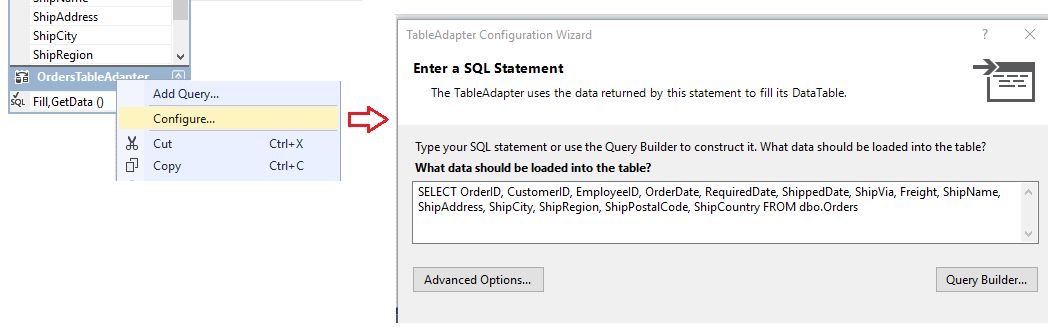 ShipName
ShipAddress
ShipCity
ShipRegion
OrdersTableAdapter
SQL Fill,GetData ()
Add Query...
Configure...
Cut Ctrl+X
Copy Ctrl+C
TableAdapter Configuration Wizard
Enter a SQL Statement
The TableAdapter uses the data returned by this statement to fill its DataTable.
Type your SQL statement or use the Query Builder to construct it. What data should be loaded into the table?
What data should be loaded into the table?
SELECT OrderID, CustomerID, EmployeeID, OrderDate, RequiredDate, ShippedDate, ShipVia, Freight, ShipName,
ShipAddress, ShipCity, ShipRegion, ShipPostalCode, ShipCountry FROM dbo.Orders
Advanced Options...
Query Builder...